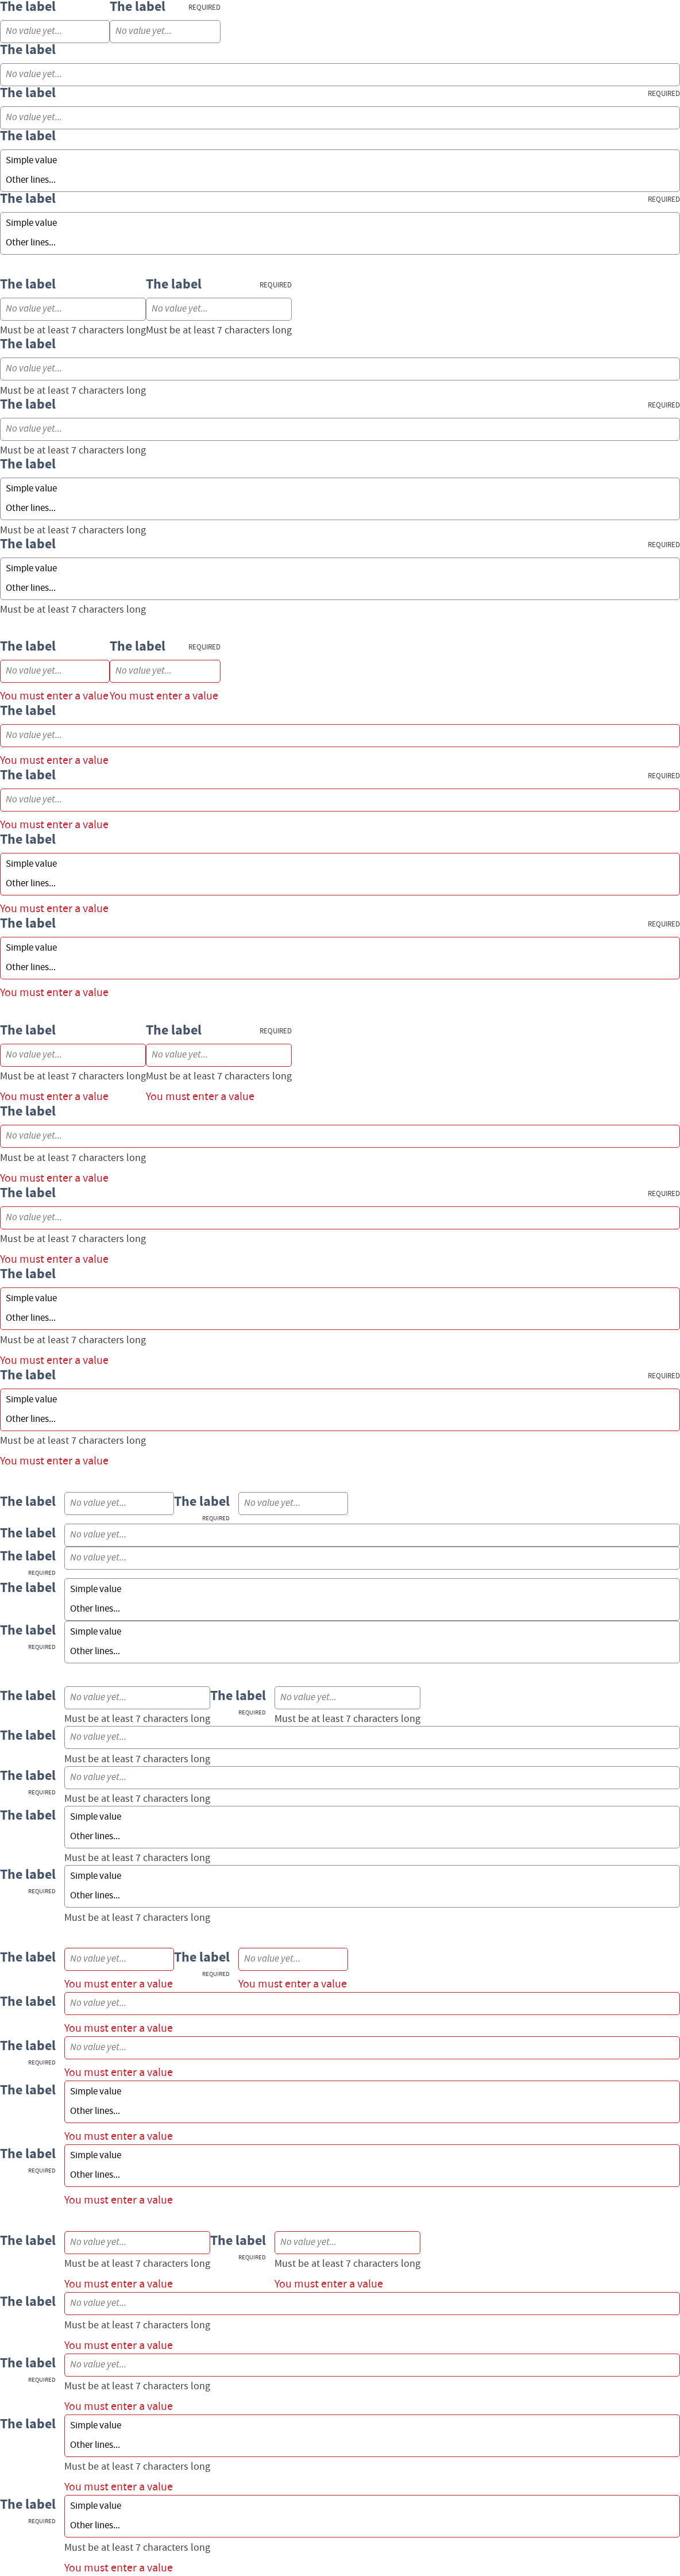 The label The label REQUIRED
No value yet... No value yet...
The label
No value yet...
The label REQUIRED
No value yet...
The label
Simple value
Other lines...
The label REQUIRED
Simple value
Other lines...
The label The label REQUIRED
No value yet... No value yet...
Must be at least 7 characters long Must be at least 7 characters long
The label
No value yet...
Must be at least 7 characters long
The label REQUIRED
No value yet...
Must be at least 7 characters long
The label
Simple value
Other lines...
Must be at least 7 characters long
The label REQUIRED
Simple value
Other lines...
Must be at least 7 characters long
The label The label REQUIRED
No value yet... No value yet...
You must enter a value You must enter a value
The label
No value yet...
You must enter a value
The label REQUIRED
No value yet...
You must enter a value
The label
Simple value
Other lines...
You must enter a value
The label REQUIRED
Simple value
Other lines...
You must enter a value
The label The label REQUIRED
No value yet... No value yet...
Must be at least 7 characters long Must be at least 7 characters long
You must enter a value You must enter a value
The label
No value yet...
Must be at least 7 characters long
You must enter a value
The label REQUIRED
No value yet...
Must be at least 7 characters long
You must enter a value
The label
Simple value
Other lines...
Must be at least 7 characters long
You must enter a value
The label REQUIRED
Simple value
Other lines...
Must be at least 7 characters long
You must enter a value
The label No value yet... The label No value yet...
REQUIRED
The label No value yet...
The label No value yet...
REQUIRED
The label Simple value
Other lines...
The label Simple value
REQUIRED Other lines...
The label No value yet... The label No value yet...
Must be at least 7 characters long REQUIRED Must be at least 7 characters long
The label No value yet...
Must be at least 7 characters long
The label No value yet...
REQUIRED Must be at least 7 characters long
The label Simple value
Other lines...
Must be at least 7 characters long
The label Simple value
REQUIRED Other lines...
Must be at least 7 characters long
The label No value yet... The label No value yet...
REQUIRED
You must enter a value You must enter a value
The label No value yet...
You must enter a value
The label No value yet...
REQUIRED
You must enter a value
The label Simple value
Other lines...
You must enter a value
The label Simple value
REQUIRED Other lines...
You must enter a value
The label No value yet... The label No value yet...
Must be at least 7 characters long REQUIRED Must be at least 7 characters long
You must enter a value You must enter a value
The label No value yet...
Must be at least 7 characters long
You must enter a value
The label No value yet...
REQUIRED Must be at least 7 characters long
You must enter a value
The label Simple value
Other lines...
Must be at least 7 characters long
You must enter a value
The label Simple value
REQUIRED Other lines...
Must be at least 7 characters long
You must enter a value